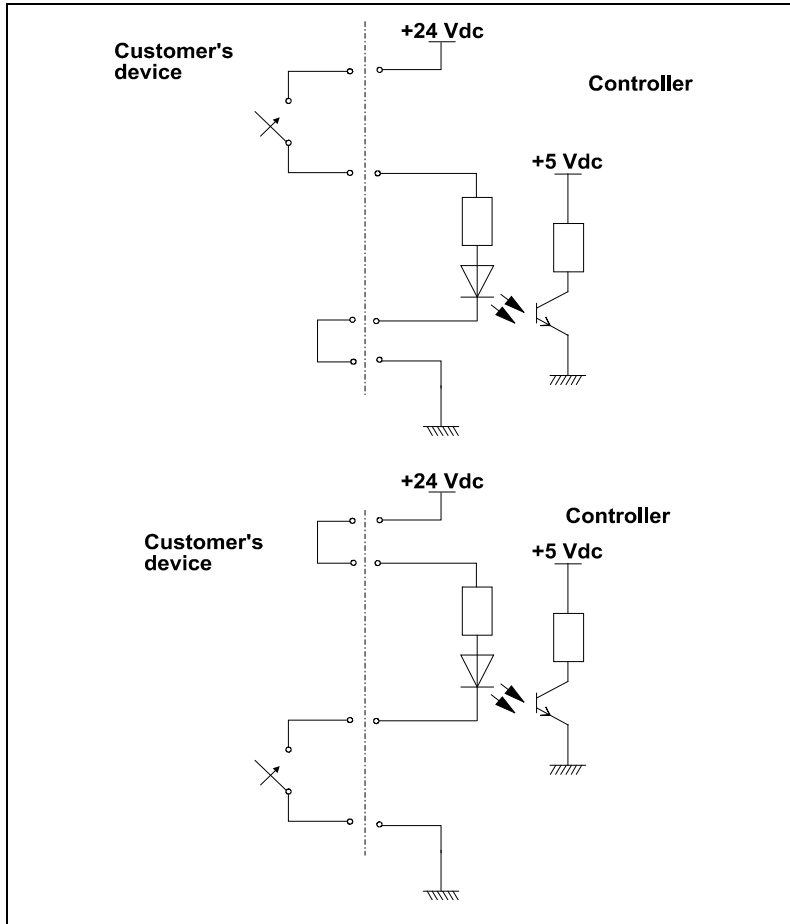 +24 Vdc
Customer's
device
Controller
+5 Vdc
+24 Vdc
Controller
Customer's
device
+5 Vdc